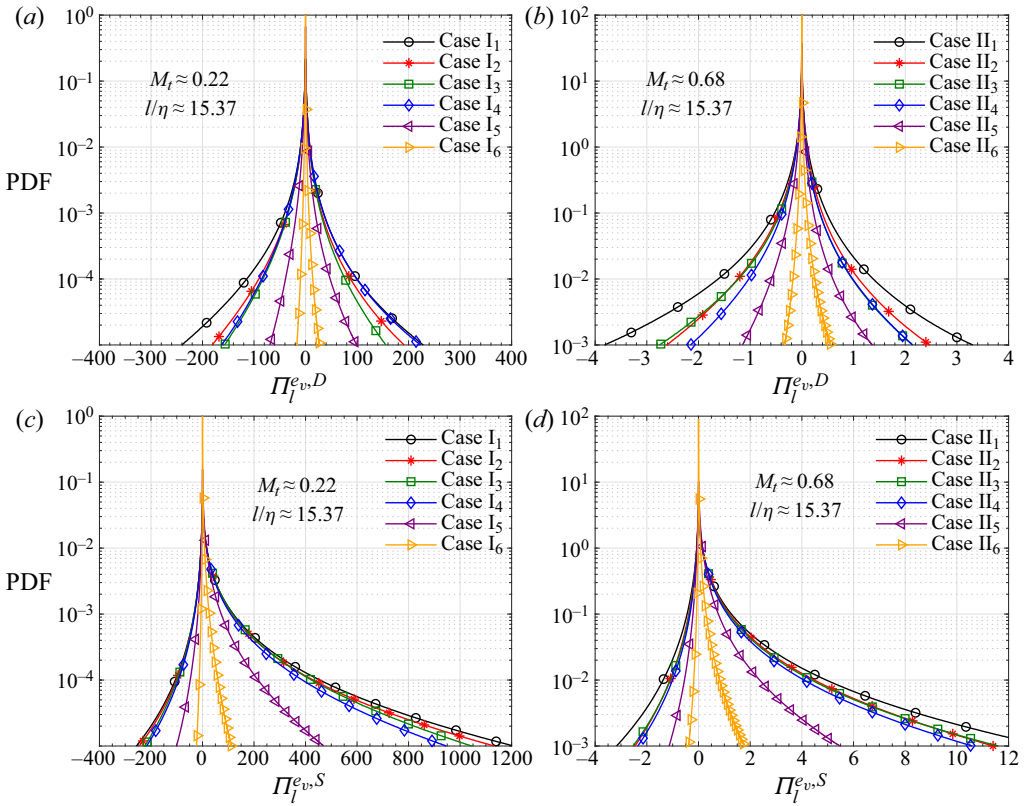 (a)
10^0
10^{-1}
10^{-2}
PDF
10^{-3}
10^{-4}
M_t ≈ 0.22
l/η ≈ 15.37
Case I_1
Case I_2
Case I_3
Case I_4
Case I_5
Case I_6
−400 −300 −200 −100 0 100 200 300 400
Π_l^{e_v,D}
(b)
10^2
10^1
10^0
10^{-1}
10^{-2}
10^{-3}
M_t ≈ 0.68
l/η ≈ 15.37
Case II_1
Case II_2
Case II_3
Case II_4
Case II_5
Case II_6
−4 −3 −2 −1 0 1 2 3 4
Π_l^{e_v,D}
(c)
10^0
10^{-1}
10^{-2}
PDF
10^{-3}
10^{-4}
M_t ≈ 0.22
l/η ≈ 15.37
Case I_1
Case I_2
Case I_3
Case I_4
Case I_5
Case I_6
−400 −200 0 200 400 600 800 1000 1200
Π_l^{e_v,S}
(d)
10^2
10^1
10^0
10^{-1}
10^{-2}
10^{-3}
M_t ≈ 0.68
l/η ≈ 15.37
Case II_1
Case II_2
Case II_3
Case II_4
Case II_5
Case II_6
−4 −2 0 2 4 6 8 10 12
Π_l^{e_v,S}